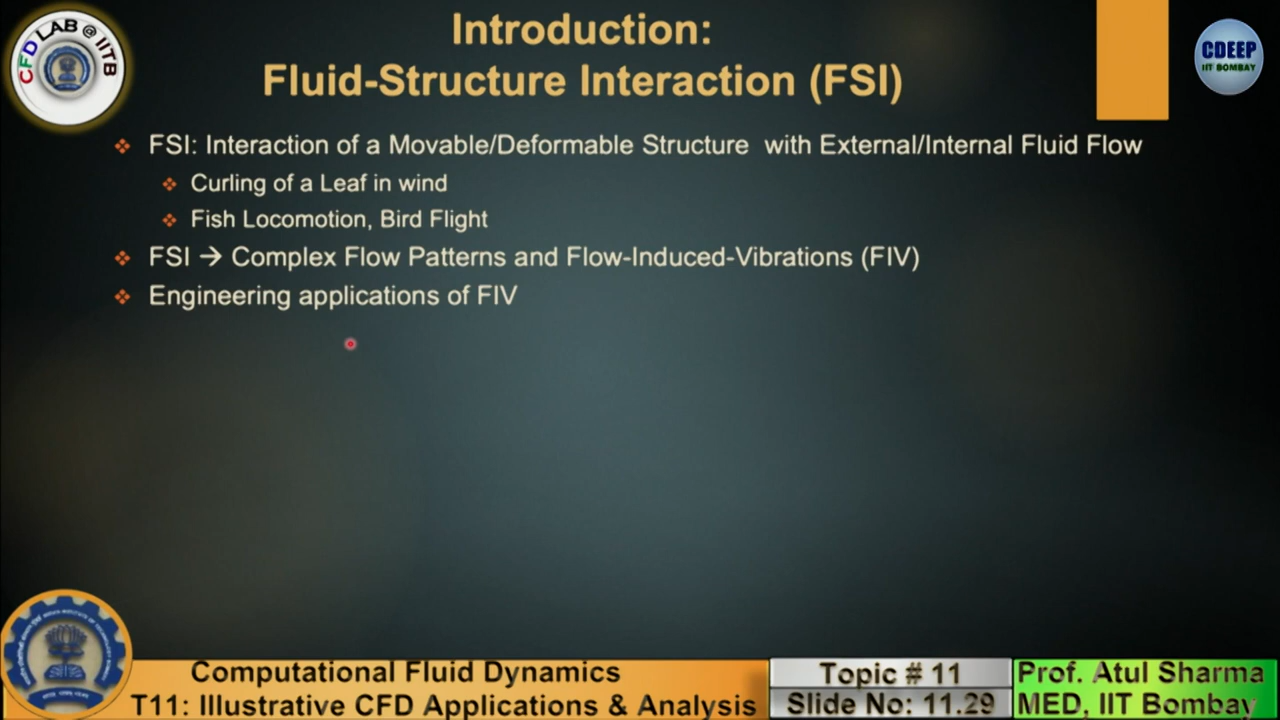 CFD LAB @ IITB
Introduction:
Fluid-Structure Interaction (FSI)
CDEEP
IIT BOMBAY
FSI: Interaction of a Movable/Deformable Structure with External/Internal Fluid Flow
Curling of a Leaf in wind
Fish Locomotion, Bird Flight
FSI → Complex Flow Patterns and Flow-Induced-Vibrations (FIV)
Engineering applications of FIV
Computational Fluid Dynamics
T11: Illustrative CFD Applications & Analysis
Topic # 11
Slide No: 11.29
Prof. Atul Sharma
MED, IIT Bombay